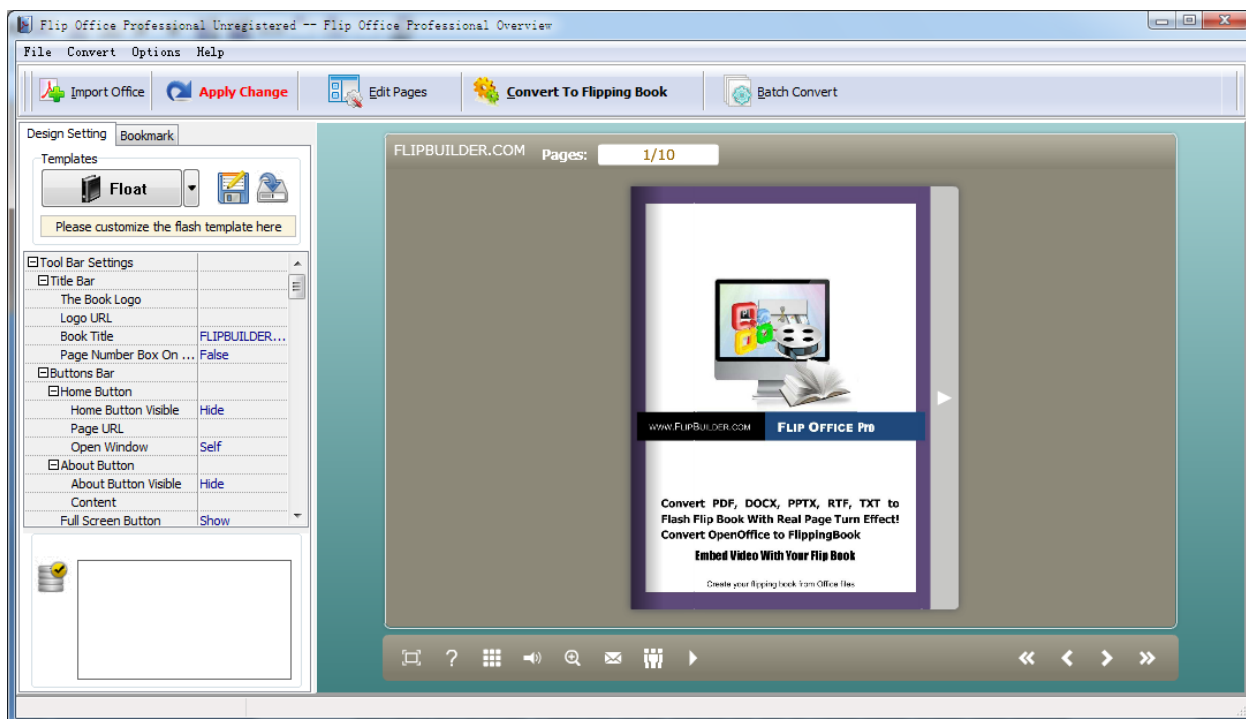 Flip Office Professional Unregistered -- Flip Office Professional Overview
File Convert Options Help
Import Office Apply Change Edit Pages Convert To Flipping Book Batch Convert
Design Setting Bookmark
Templates
Float
Please customize the flash template here
Tool Bar Settings
Title Bar
The Book Logo
Logo URL
Book Title FLIPBUILDER...
Page Number Box On ... False
Buttons Bar
Home Button
Home Button Visible Hide
Page URL
Open Window Self
About Button
About Button Visible Hide
Content
Full Screen Button Show
FLIPBUILDER.COM Pages: 1/10
www.FlipBuilder.com Flip Office Pro
Convert PDF, DOCX, PPTX, RTF, TXT to
Flash Flip Book With Real Page Turn Effect!
Convert OpenOffice to FlippingBook
Embed Video With Your Flip Book
Create your flipping book from Office files